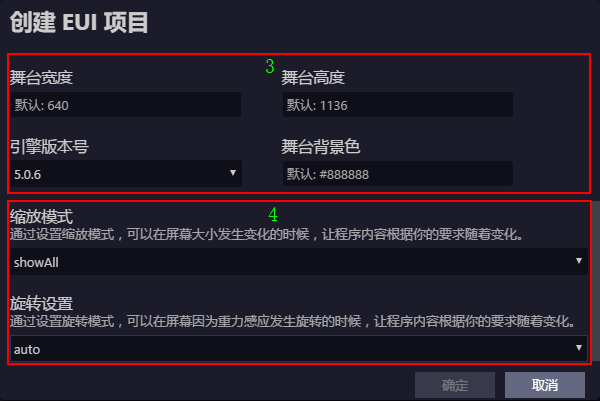 创建 EUI 项目
3
舞台宽度 舞台高度
默认: 640 默认: 1136
引擎版本号 舞台背景色
5.0.6 默认: #888888
4
缩放模式
通过设置缩放模式，可以在屏幕大小发生变化的时候，让程序内容根据你的要求随着变化。
showAll
旋转设置
通过设置旋转模式，可以在屏幕因为重力感应发生旋转的时候，让程序内容根据你的要求随着变化。
auto
确定 取消